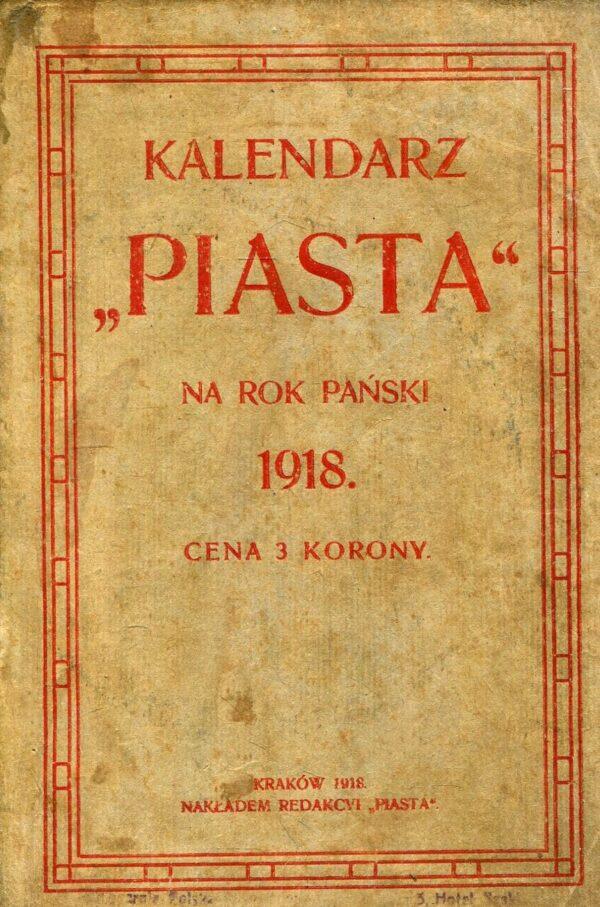 KALENDARZ
„PIASTA“
NA ROK PAŃSKI
1918.
CENA 3 KORONY.
KRAKÓW 1918.
NAKŁADEM REDAKCYI „PIASTA“.